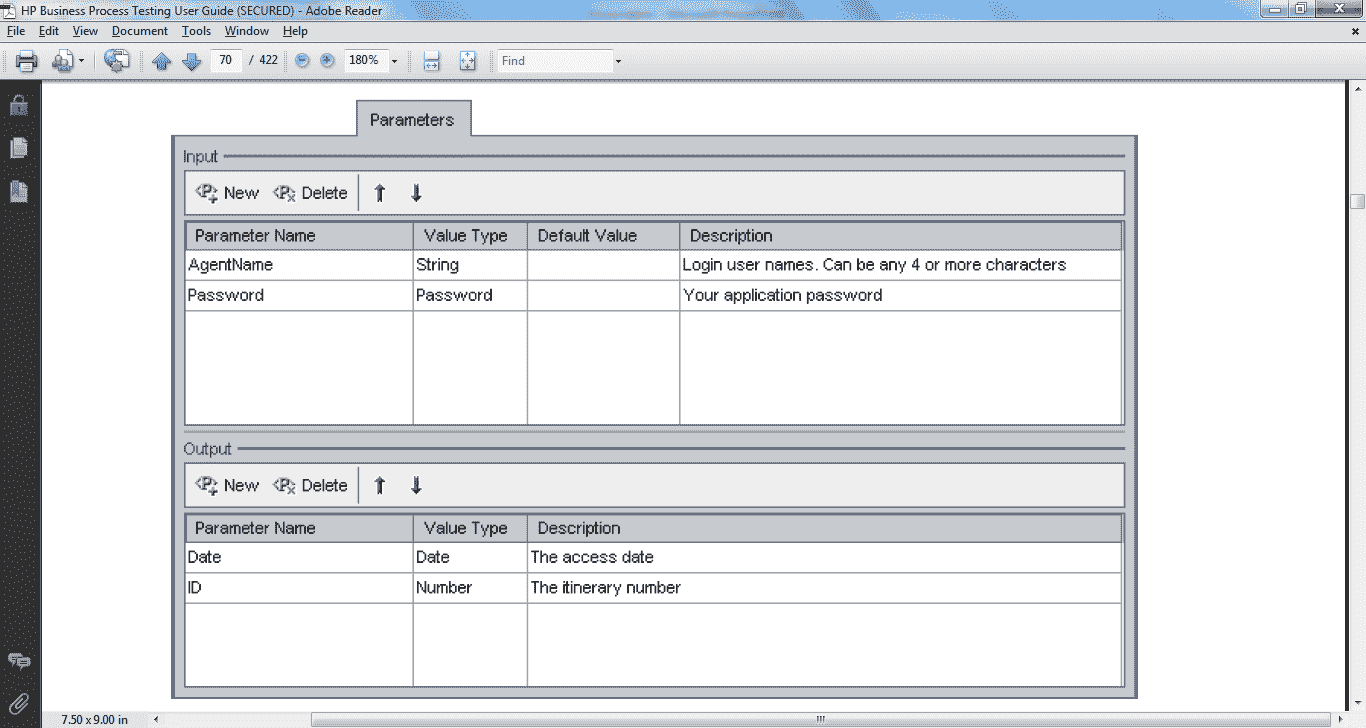 HP Business Process Testing User Guide (SECURED) - Adobe Reader
File Edit View Document Tools Window Help
70 / 422 180% Find
Parameters
Input
New Delete
Parameter Name Value Type Default Value Description
AgentName String Login user names. Can be any 4 or more characters
Password Password Your application password
Output
New Delete
Parameter Name Value Type Description
Date Date The access date
ID Number The itinerary number
7.50 x 9.00 in